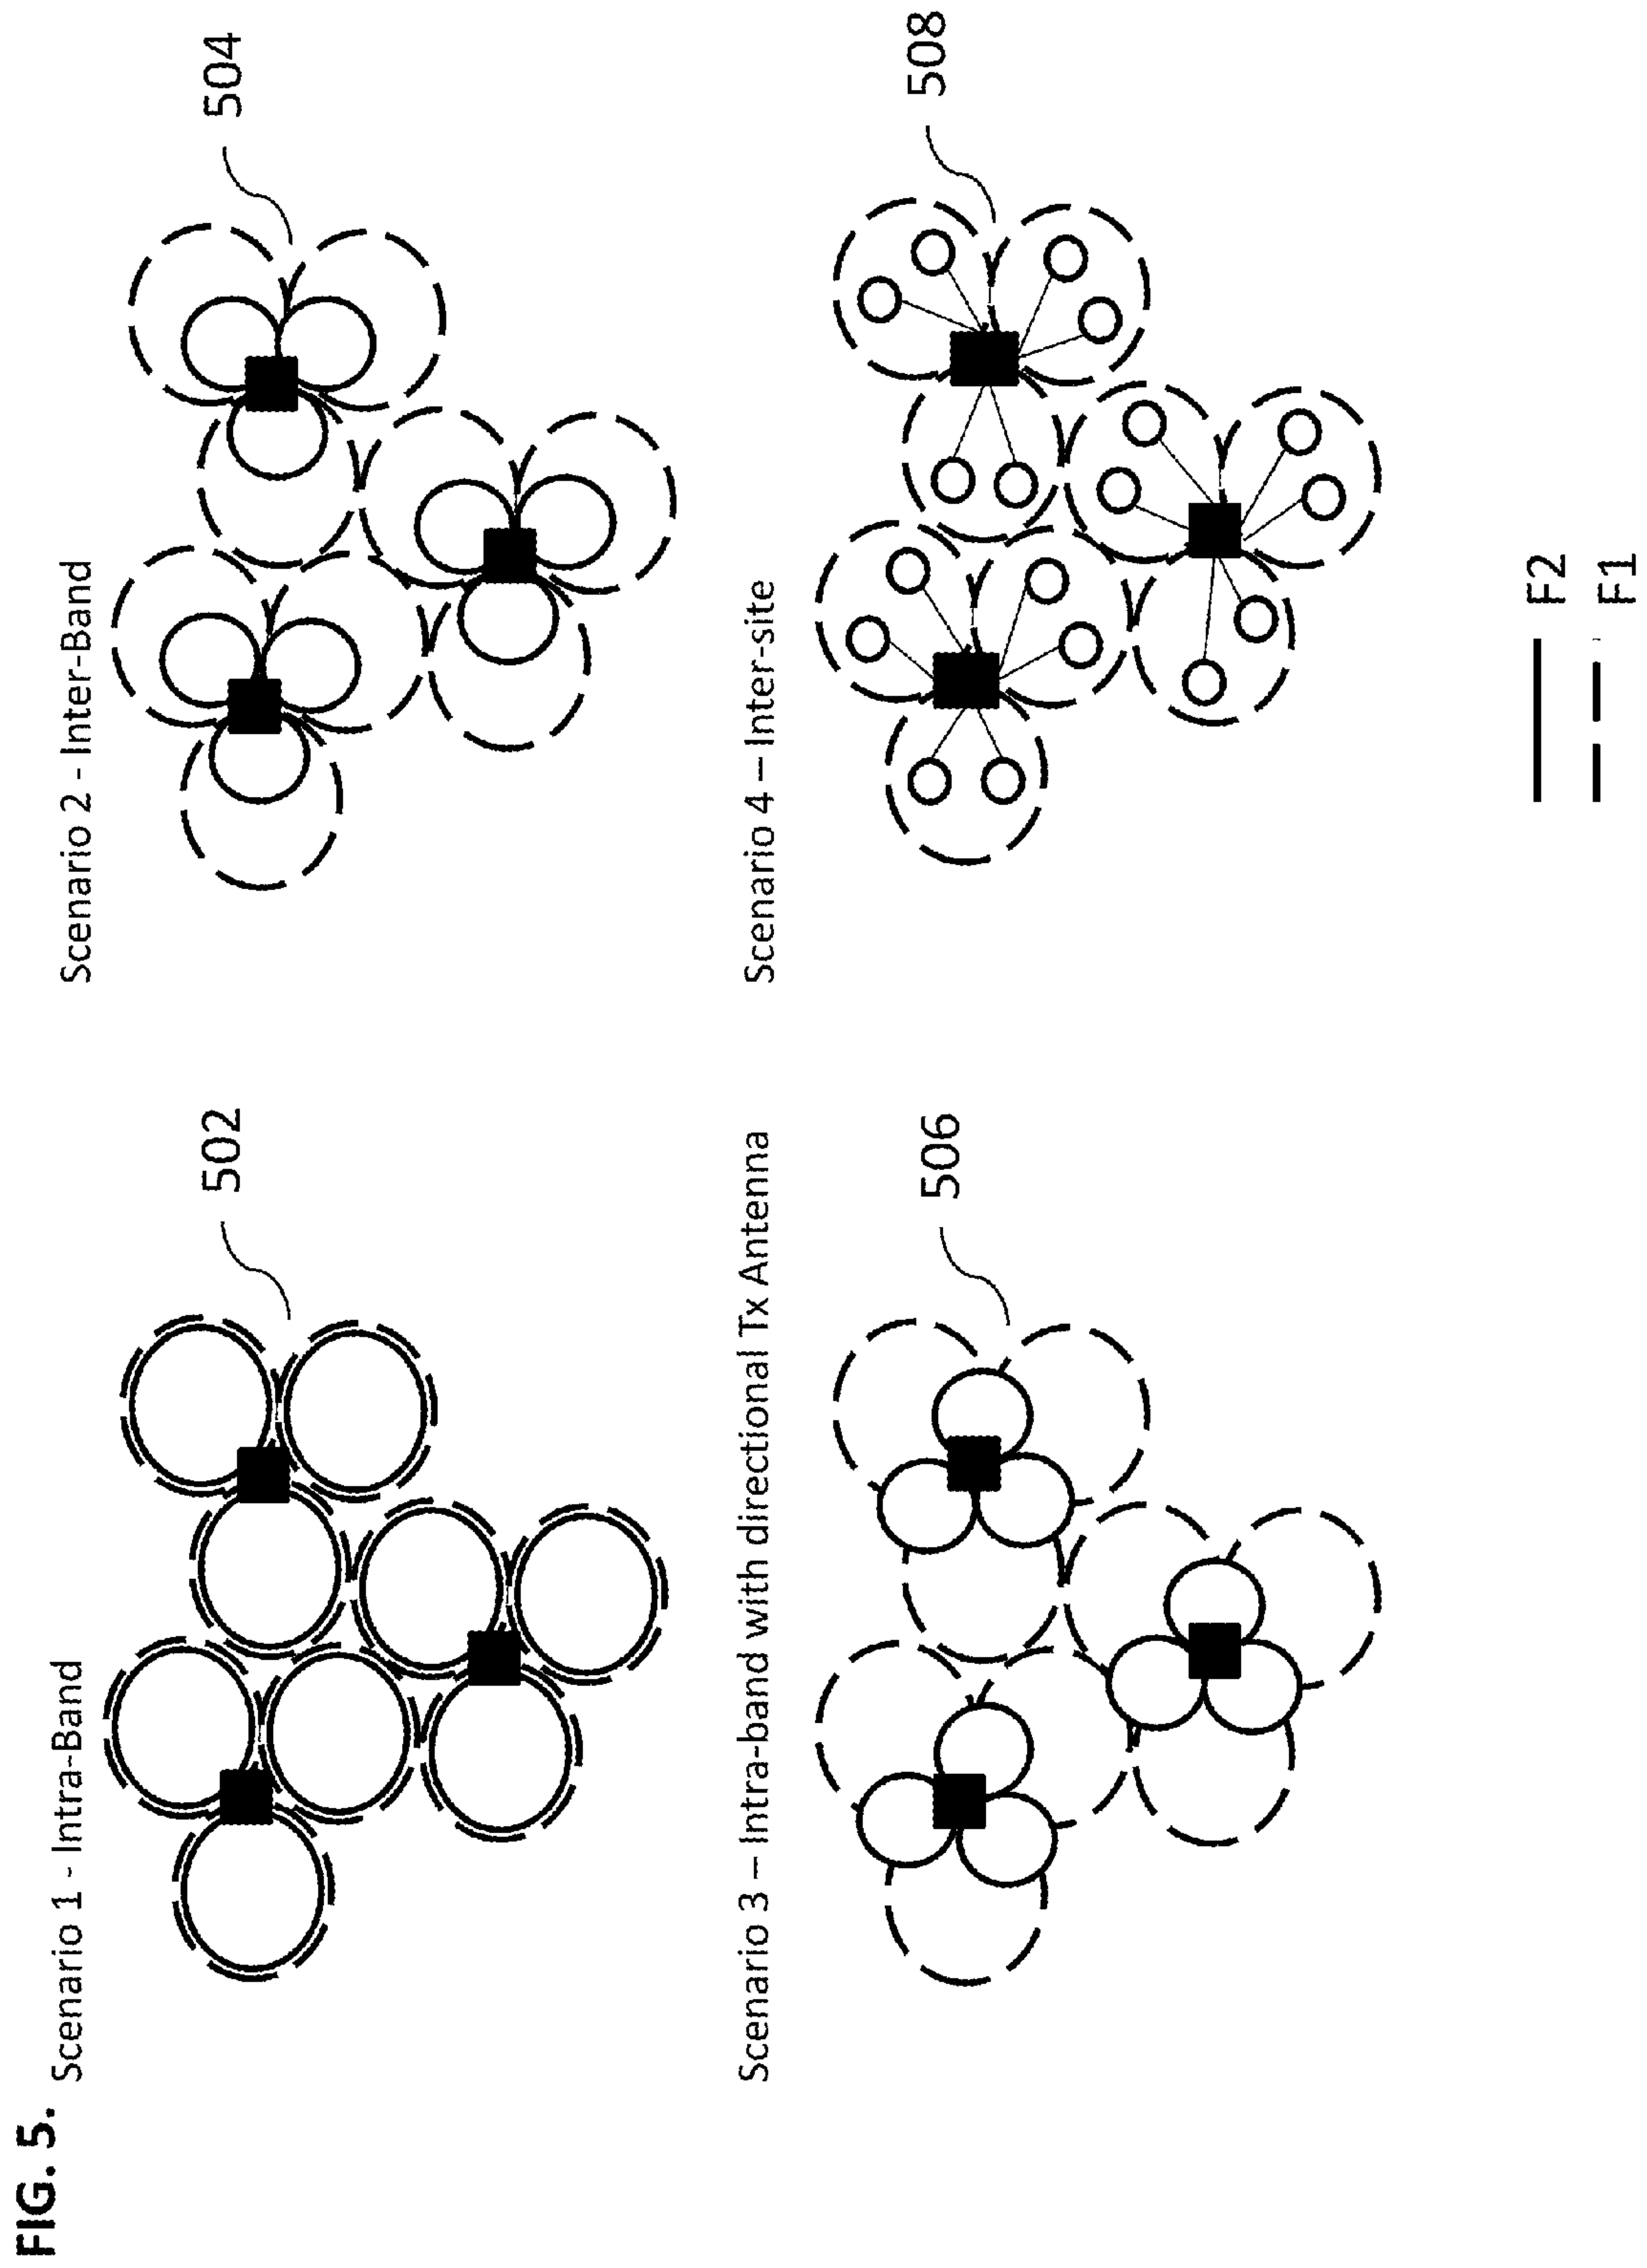 FIG. 5.
Scenario 1 - Intra-Band
502
Scenario 2 - Inter-Band
504
Scenario 3 – Intra-band with directional Tx Antenna
506
Scenario 4 – Inter-site
508
F2
F1